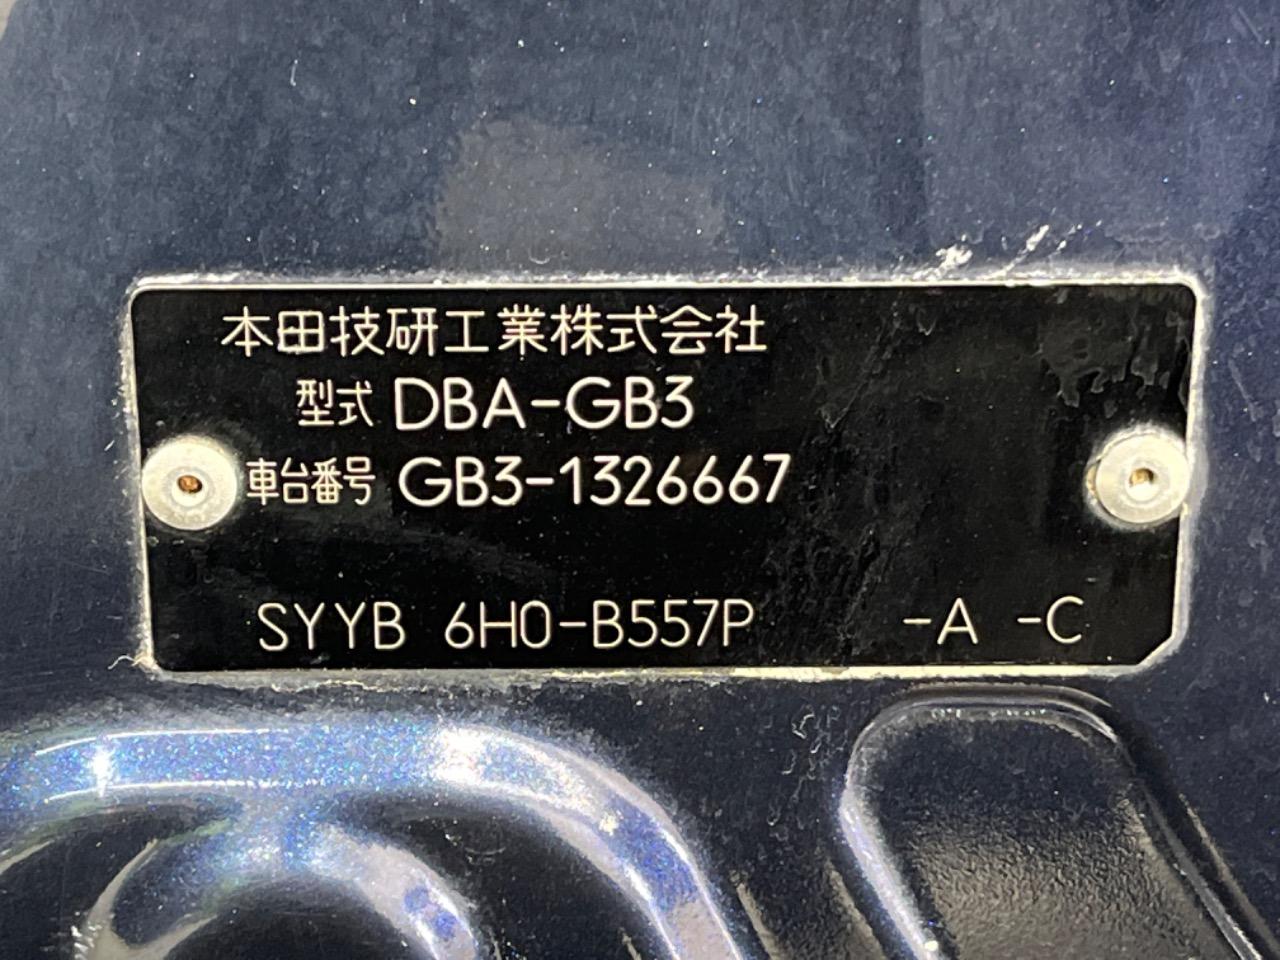 本田技研工業株式会社
型式 DBA-GB3
車台番号 GB3-1326667
SYYB 6H0-B557P -A -C